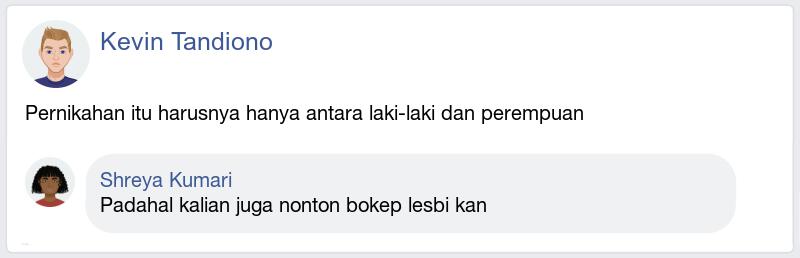 Kevin Tandiono
Pernikahan itu harusnya hanya antara laki-laki dan perempuan
Shreya Kumari
Padahal kalian juga nonton bokep lesbi kan